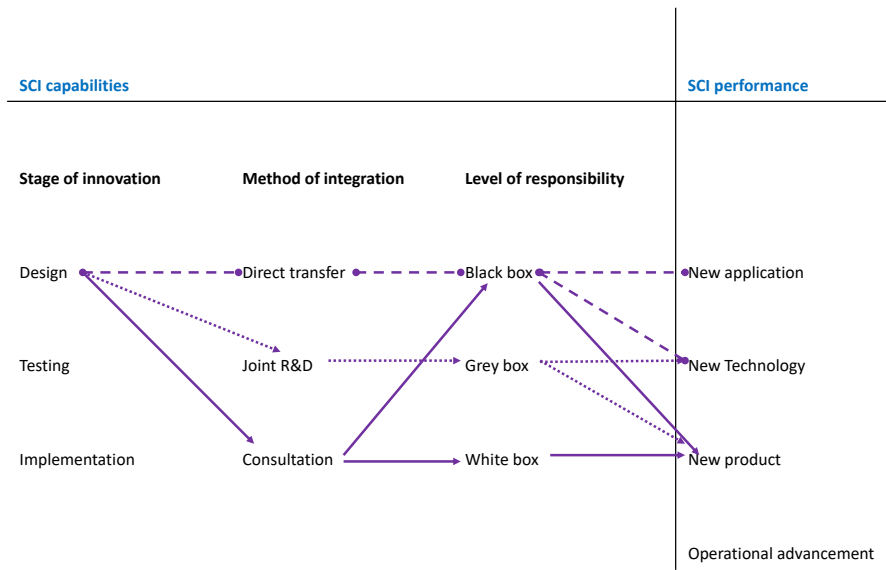 SCI capabilities
SCI performance
Stage of innovation
Method of integration
Level of responsibility
Design
Direct transfer
Black box
New application
Testing
Joint R&D
Grey box
New Technology
Implementation
Consultation
White box
New product
Operational advancement